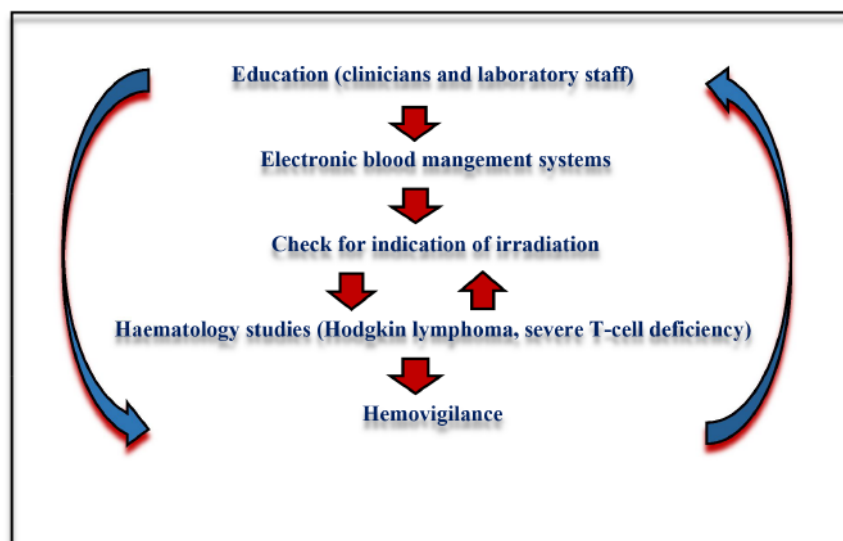 Education (clinicians and laboratory staff)
Electronic blood mangement systems
Check for indication of irradiation
Haematology studies (Hodgkin lymphoma, severe T-cell deficiency)
Hemovigilance